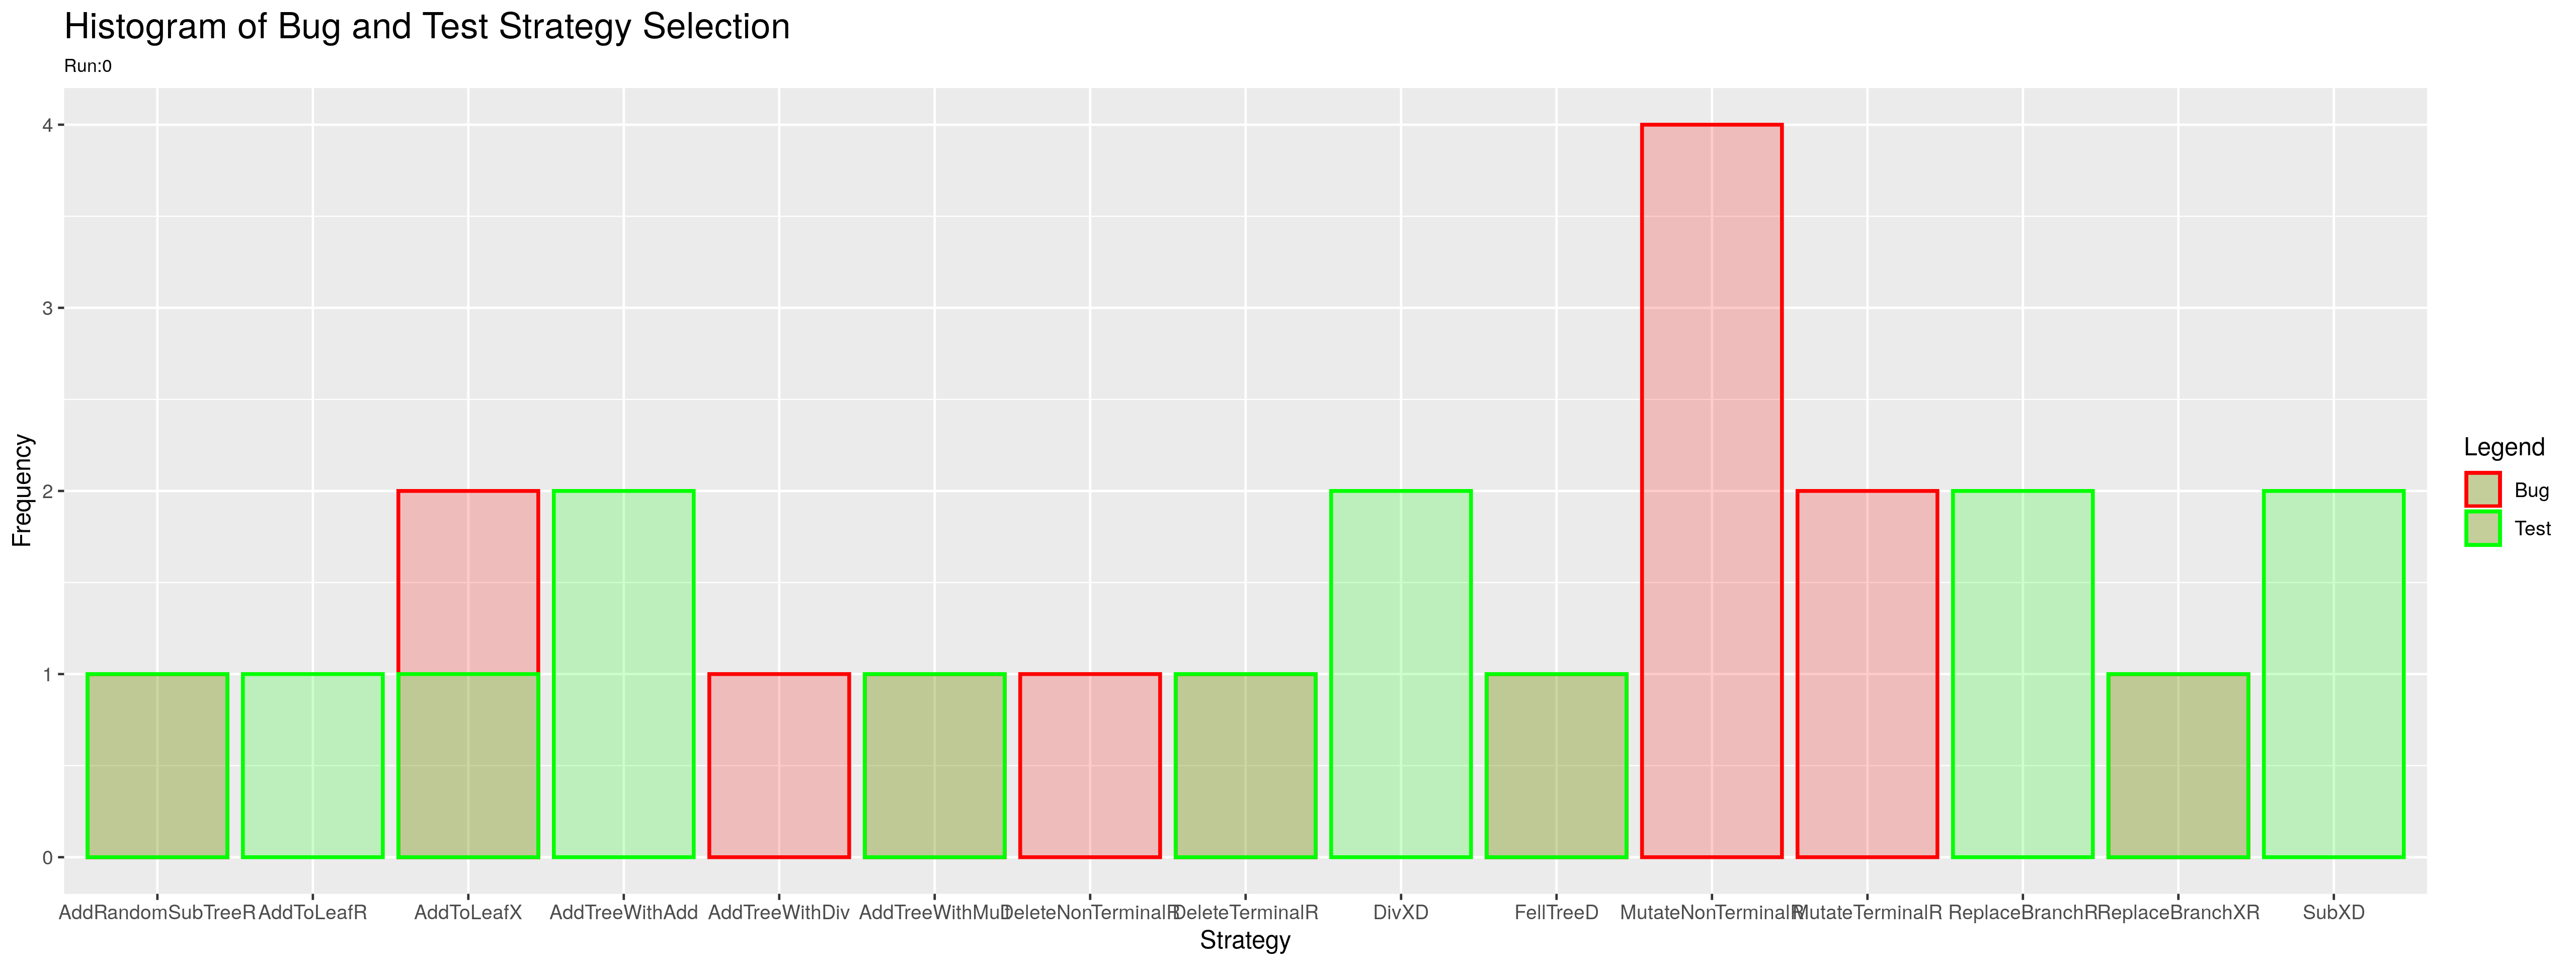 Histogram of Bug and Test Strategy Selection
Run:0
Frequency
4
3
2
1
0
AddRandomSubTreeR AddToLeafR AddToLeafX AddTreeWithAdd AddTreeWithDiv AddTreeWithMult DeleteNonTerminalR DeleteTerminalR DivXD FellTreeD MutateNonTerminalR MutateTerminalR ReplaceBranchR ReplaceBranchXR SubXD
Strategy
Legend
Bug
Test